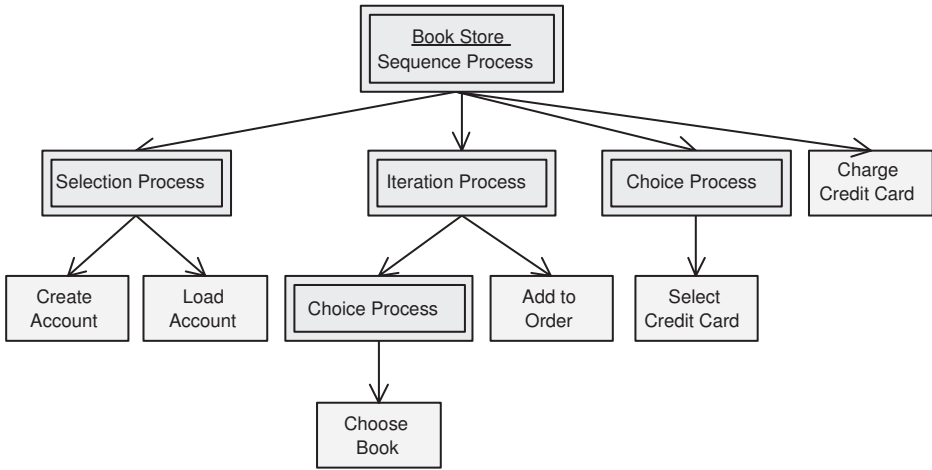 Book Store
Sequence Process
Selection Process
Iteration Process
Choice Process
Charge
Credit Card
Create
Account
Load
Account
Choice Process
Add to
Order
Select
Credit Card
Choose
Book